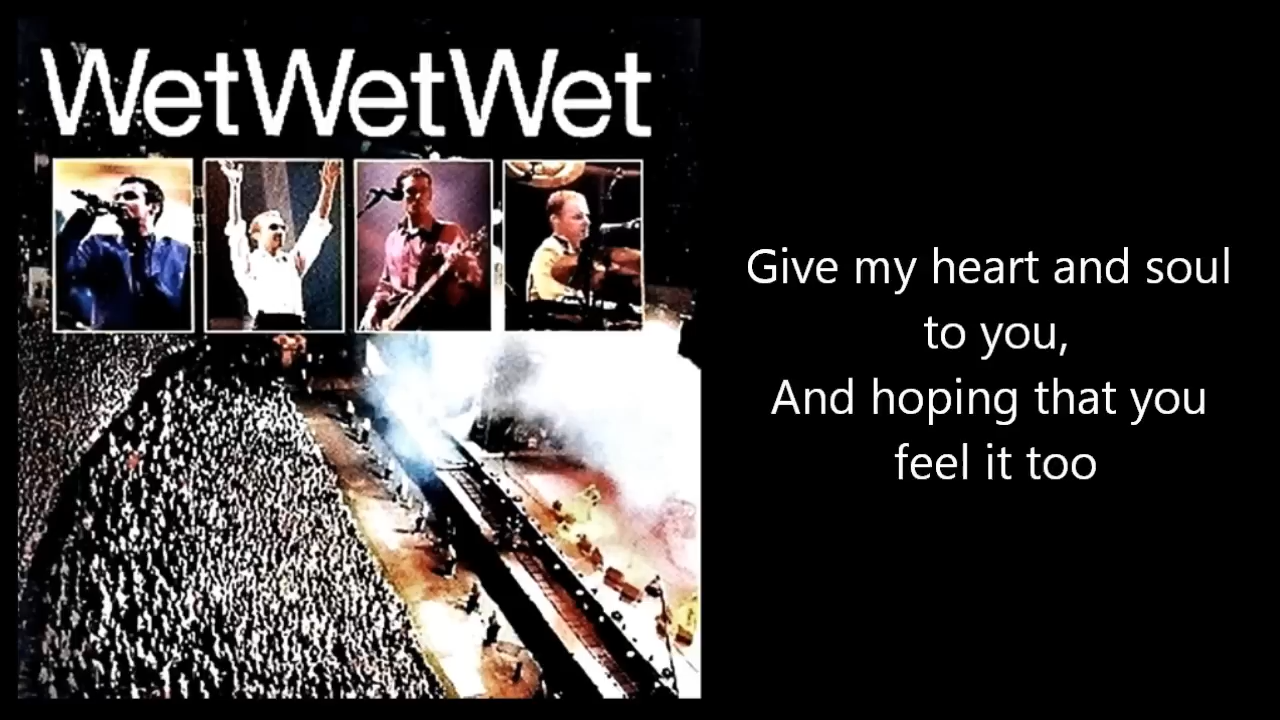 WetWetWet
Give my heart and soul
to you,
And hoping that you
feel it too